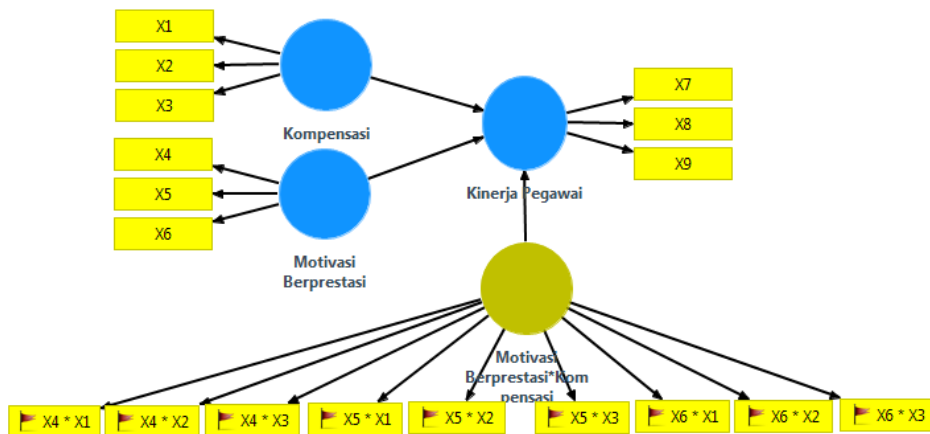 X1
X2
X3
Kompensasi
X4
X5
X6
Motivasi
Berprestasi
X7
X8
X9
Kinerja Pegawai
Motivasi
Berprestasi*Kom
pensasi
X4 * X1
X4 * X2
X4 * X3
X5 * X1
X5 * X2
X5 * X3
X6 * X1
X6 * X2
X6 * X3